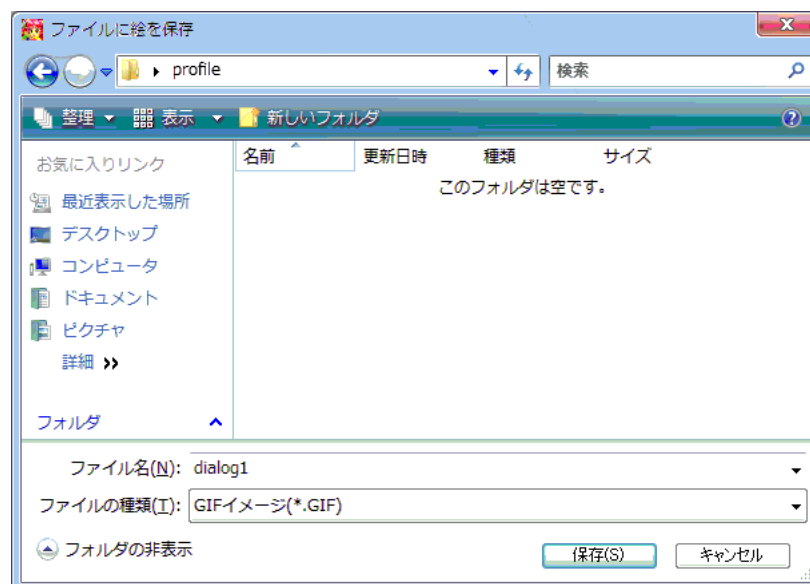 ファイルに絵を保存
profile
検索
整理 表示 新しいフォルダ
お気に入りリンク
最近表示した場所
デスクトップ
コンピュータ
ドキュメント
ピクチャ
詳細
フォルダ
名前 更新日時 種類 サイズ
このフォルダは空です。
ファイル名(N): dialog1
ファイルの種類(T): GIFイメージ(*.GIF)
フォルダの非表示
保存(S) キャンセル